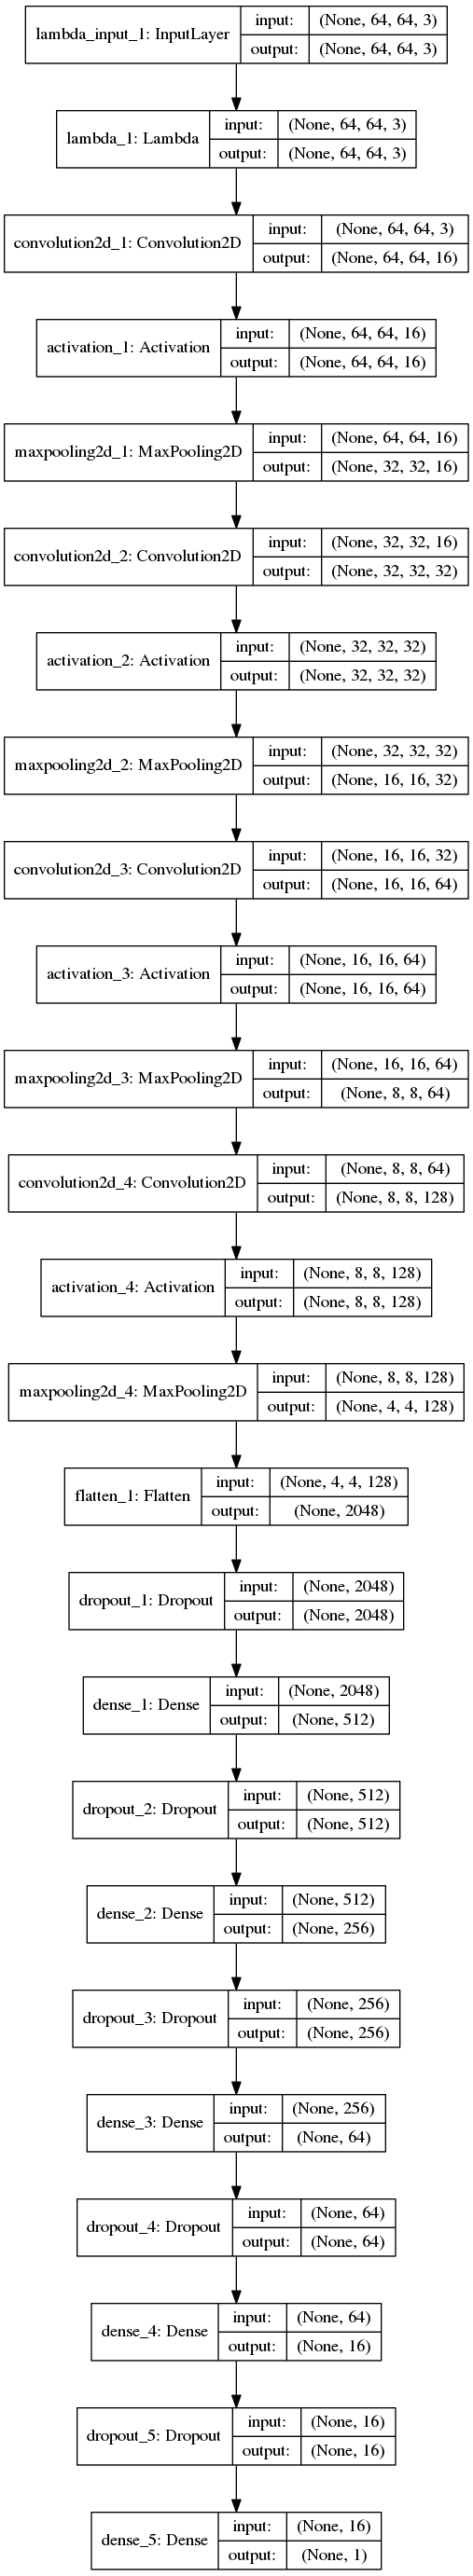 lambda_input_1: InputLayer
input: (None, 64, 64, 3)
output: (None, 64, 64, 3)
lambda_1: Lambda
input: (None, 64, 64, 3)
output: (None, 64, 64, 3)
convolution2d_1: Convolution2D
input: (None, 64, 64, 3)
output: (None, 64, 64, 16)
activation_1: Activation
input: (None, 64, 64, 16)
output: (None, 64, 64, 16)
maxpooling2d_1: MaxPooling2D
input: (None, 64, 64, 16)
output: (None, 32, 32, 16)
convolution2d_2: Convolution2D
input: (None, 32, 32, 16)
output: (None, 32, 32, 32)
activation_2: Activation
input: (None, 32, 32, 32)
output: (None, 32, 32, 32)
maxpooling2d_2: MaxPooling2D
input: (None, 32, 32, 32)
output: (None, 16, 16, 32)
convolution2d_3: Convolution2D
input: (None, 16, 16, 32)
output: (None, 16, 16, 64)
activation_3: Activation
input: (None, 16, 16, 64)
output: (None, 16, 16, 64)
maxpooling2d_3: MaxPooling2D
input: (None, 16, 16, 64)
output: (None, 8, 8, 64)
convolution2d_4: Convolution2D
input: (None, 8, 8, 64)
output: (None, 8, 8, 128)
activation_4: Activation
input: (None, 8, 8, 128)
output: (None, 8, 8, 128)
maxpooling2d_4: MaxPooling2D
input: (None, 8, 8, 128)
output: (None, 4, 4, 128)
flatten_1: Flatten
input: (None, 4, 4, 128)
output: (None, 2048)
dropout_1: Dropout
input: (None, 2048)
output: (None, 2048)
dense_1: Dense
input: (None, 2048)
output: (None, 512)
dropout_2: Dropout
input: (None, 512)
output: (None, 512)
dense_2: Dense
input: (None, 512)
output: (None, 256)
dropout_3: Dropout
input: (None, 256)
output: (None, 256)
dense_3: Dense
input: (None, 256)
output: (None, 64)
dropout_4: Dropout
input: (None, 64)
output: (None, 64)
dense_4: Dense
input: (None, 64)
output: (None, 16)
dropout_5: Dropout
input: (None, 16)
output: (None, 16)
dense_5: Dense
input: (None, 16)
output: (None, 1)